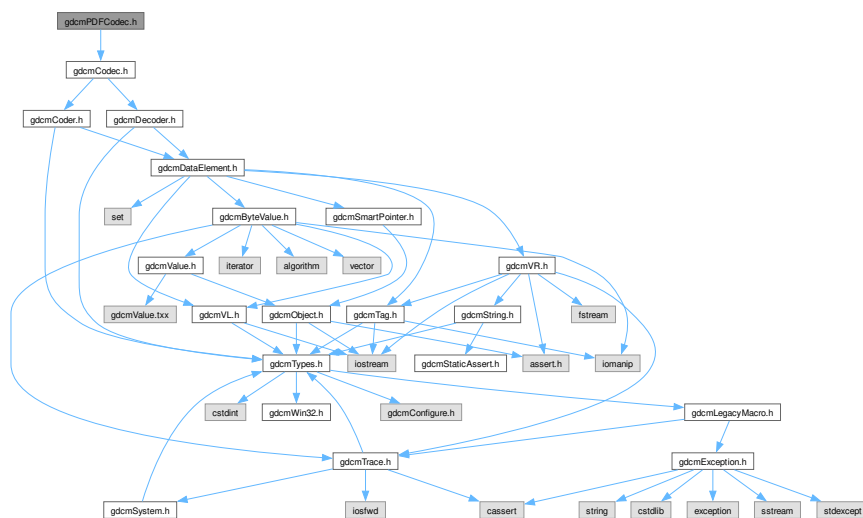 gdcmPDFCodec.h
gdcmCodec.h
gdcmCoder.h
gdcmDecoder.h
gdcmDataElement.h
set
gdcmByteValue.h
gdcmSmartPointer.h
gdcmValue.h
iterator
algorithm
vector
gdcmVR.h
gdcmValue.txx
gdcmVL.h
gdcmObject.h
gdcmTag.h
gdcmString.h
fstream
gdcmTypes.h
iostream
gdcmStaticAssert.h
assert.h
iomanip
cstdint
gdcmWin32.h
gdcmConfigure.h
gdcmLegacyMacro.h
gdcmTrace.h
gdcmException.h
gdcmSystem.h
iosfwd
cassert
string
cstdlib
exception
sstream
stdexcept